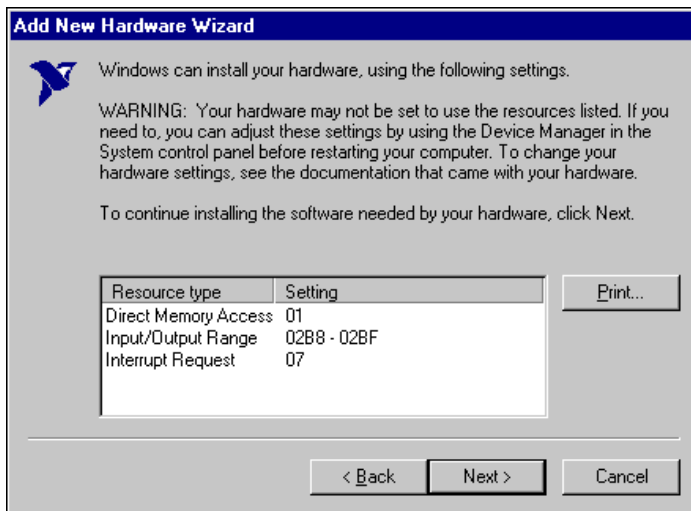 Add New Hardware Wizard
Windows can install your hardware, using the following settings.
WARNING: Your hardware may not be set to use the resources listed. If you
need to, you can adjust these settings by using the Device Manager in the
System control panel before restarting your computer. To change your
hardware settings, see the documentation that came with your hardware.
To continue installing the software needed by your hardware, click Next.
Resource type Setting
Direct Memory Access 01
Input/Output Range 02B8 - 02BF
Interrupt Request 07
Print...
< Back Next > Cancel